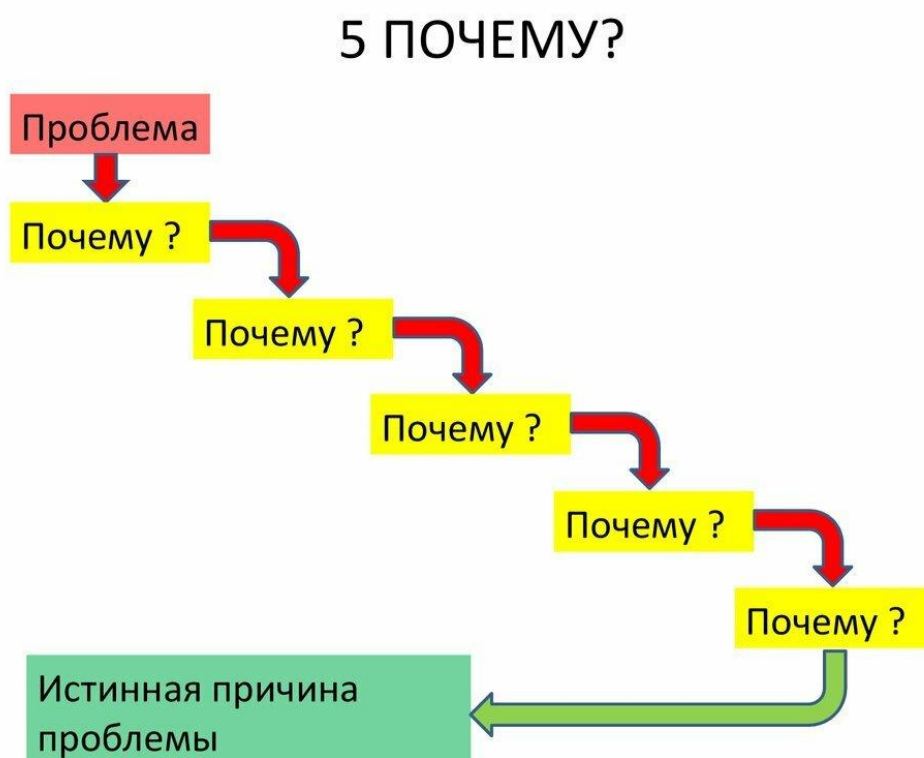 5 ПОЧЕМУ?
Проблема
Почему ?
Почему ?
Почему ?
Почему ?
Почему ?
Истинная причина
проблемы